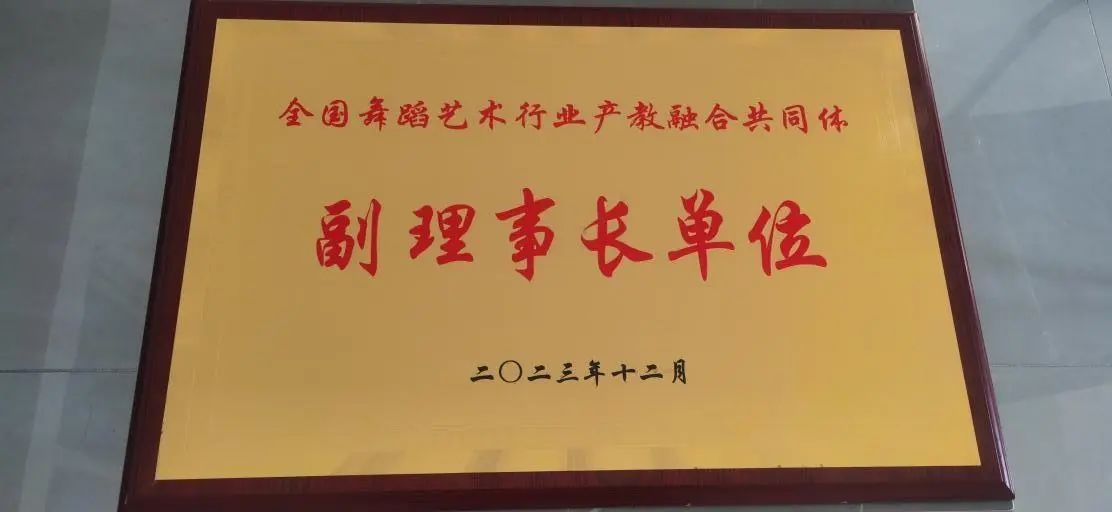 全国舞蹈艺术行业产教融合共同体
副理事长单位
二〇二三年十二月